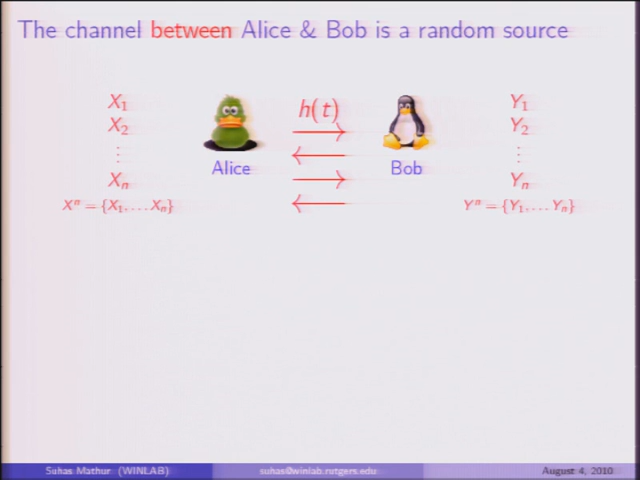 The channel between Alice & Bob is a random source
X₁
X₂
⋮
Xₙ
Xⁿ = {X₁, . . . Xₙ}
Alice
h(t)
Bob
Y₁
Y₂
⋮
Yₙ
Yⁿ = {Y₁, . . . Yₙ}
Suhas Mathur (WINLAB)
suhas@winlab.rutgers.edu
August 4, 2010